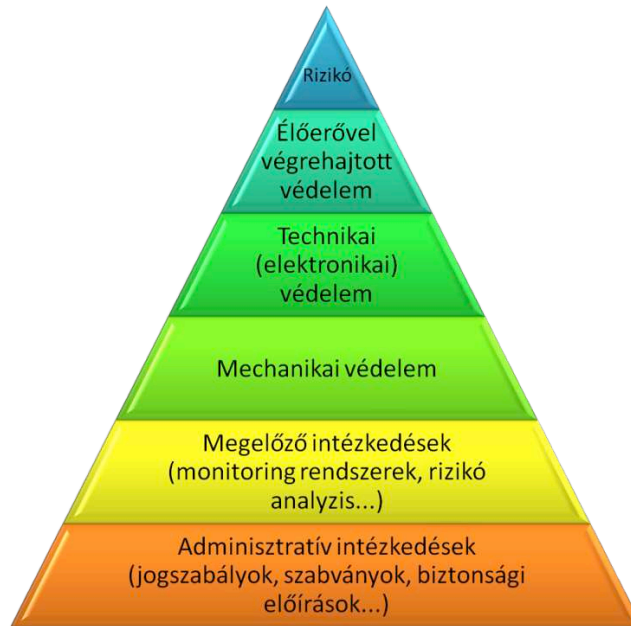 Rizikó
Élőerővel
végrehajtott
védelem
Technikai
(elektronikai)
védelem
Mechanikai védelem
Megelőző intézkedések
(monitoring rendszerek, rizikó
analyzis...)
Adminisztratív intézkedések
(jogszabályok, szabványok, biztonsági
előírások...)